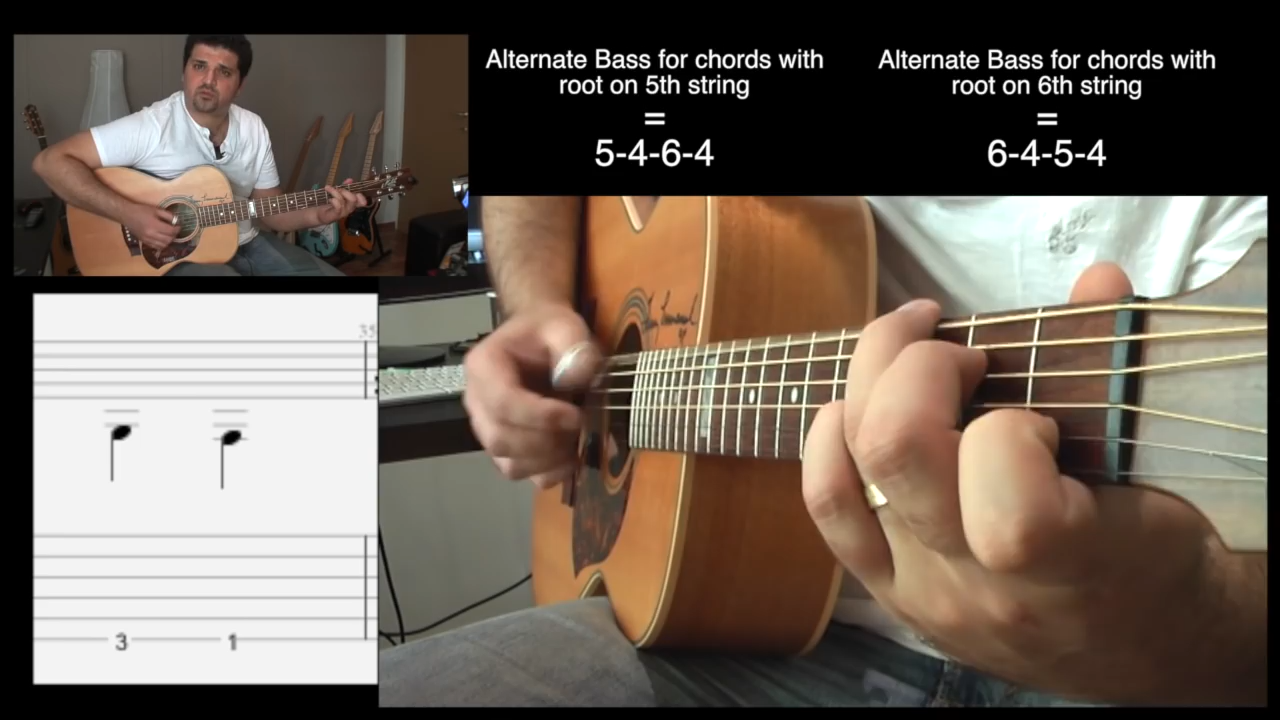 Alternate Bass for chords with
root on 5th string
=
5-4-6-4
Alternate Bass for chords with
root on 6th string
=
6-4-5-4
35
3 1